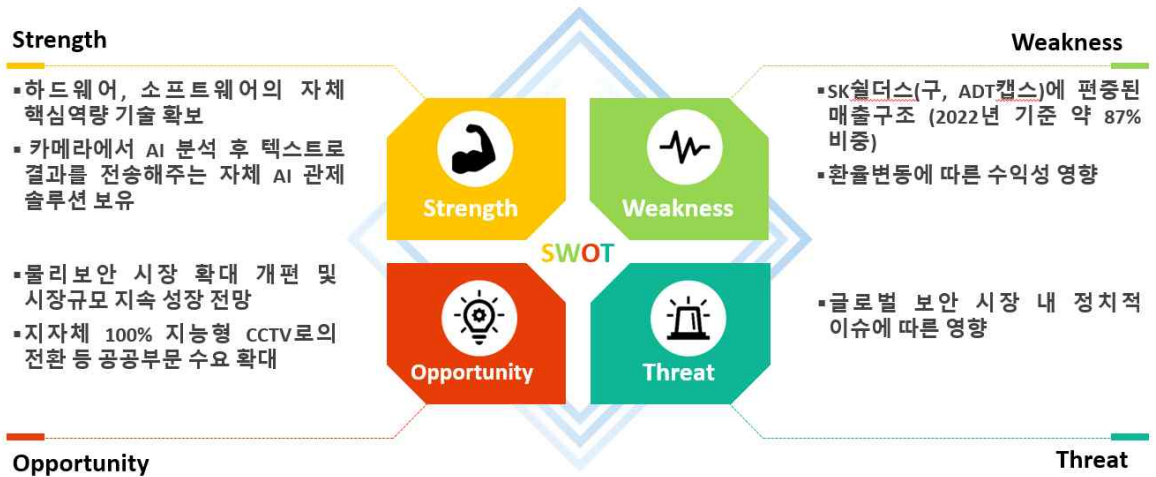 Strength
▪하드웨어, 소프트웨어의 자체
핵심역량 기술 확보
▪ 카메라에서 AI 분석 후 텍스트로
결과를 전송해주는 자체 AI 관제
솔루션 보유
Weakness
▪SK쉴더스(구, ADT캡스)에 편중된
매출구조 (2022년 기준 약 87%
비중)
▪환율변동에 따른 수익성 영향
Strength
Weakness
SWOT
Opportunity
Threat
▪물리보안 시장 확대 개편 및
시장규모 지속 성장 전망
▪지자체 100% 지능형 CCTV로의
전환 등 공공부문 수요 확대
Opportunity
▪글로벌 보안 시장 내 정치적
이슈에 따른 영향
Threat